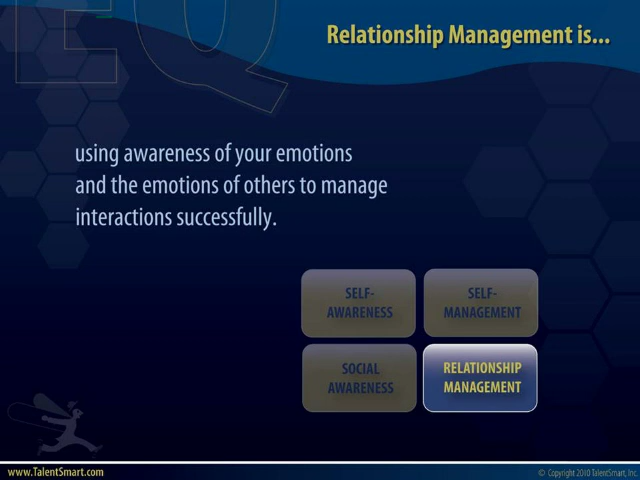 EQ
Relationship Management is...
using awareness of your emotions
and the emotions of others to manage
interactions successfully.
SELF-
AWARENESS
SELF-
MANAGEMENT
SOCIAL
AWARENESS
RELATIONSHIP
MANAGEMENT
www.TalentSmart.com
© Copyright 2010 TalentSmart, Inc.